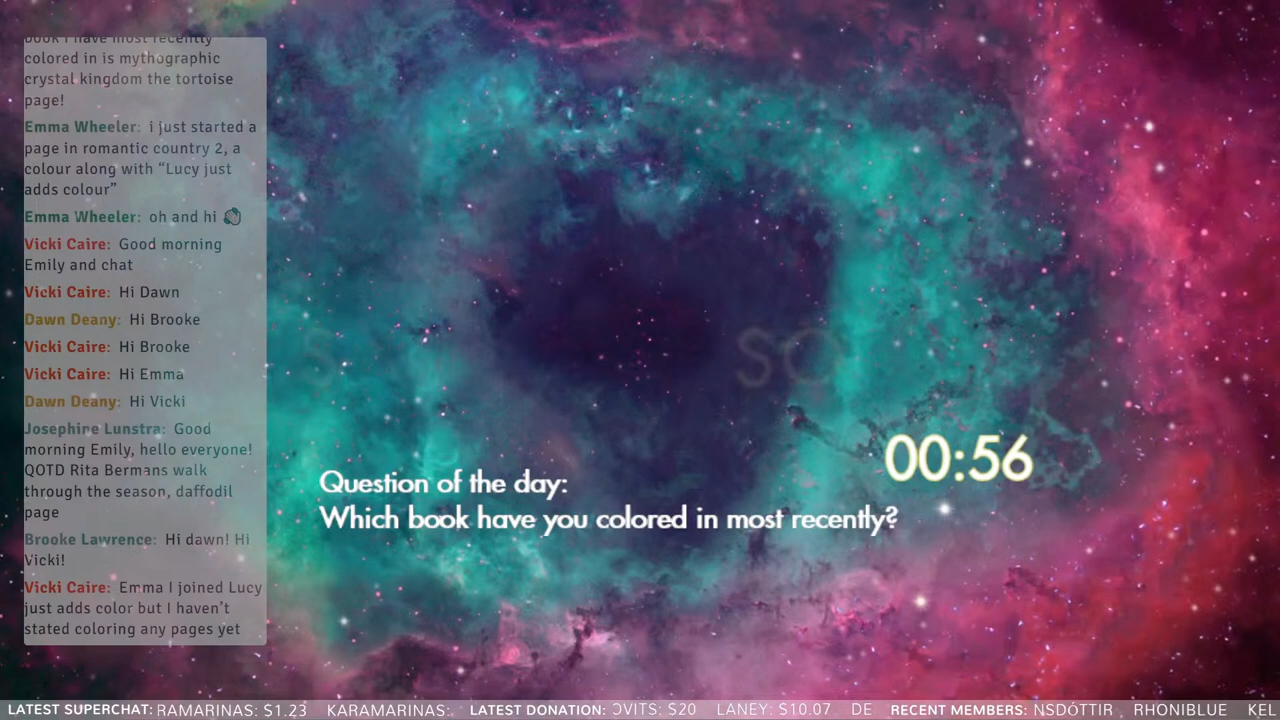 book i have most recently
colored in is mythographic
crystal kingdom the tortoise
page!
Emma Wheeler: i just started a
page in romantic country 2, a
colour along with “Lucy just
adds colour”
Emma Wheeler: oh and hi 👋
Vicki Caire: Good morning
Emily and chat
Vicki Caire: Hi Dawn
Dawn Deany: Hi Brooke
Vicki Caire: Hi Brooke
Vicki Caire: Hi Emma
Dawn Deany: Hi Vicki
Josephine Lunstra: Good
morning Emily, hello everyone!
QOTD Rita Bermans walk
through the season, daffodil
page
Brooke Lawrence: Hi dawn! Hi
Vicki!
Vicki Caire: Emma I joined Lucy
just adds color but I haven’t
stated coloring any pages yet
SO
00:56
Question of the day:
Which book have you colored in most recently?
LATEST SUPERCHAT: RAMARINAS: $1.23 KARAMARINAS: LATEST DONATION: OVITS: $20 LANEY: $10.07 DE RECENT MEMBERS: NSDÓTTIR RHONIBLUE KEL